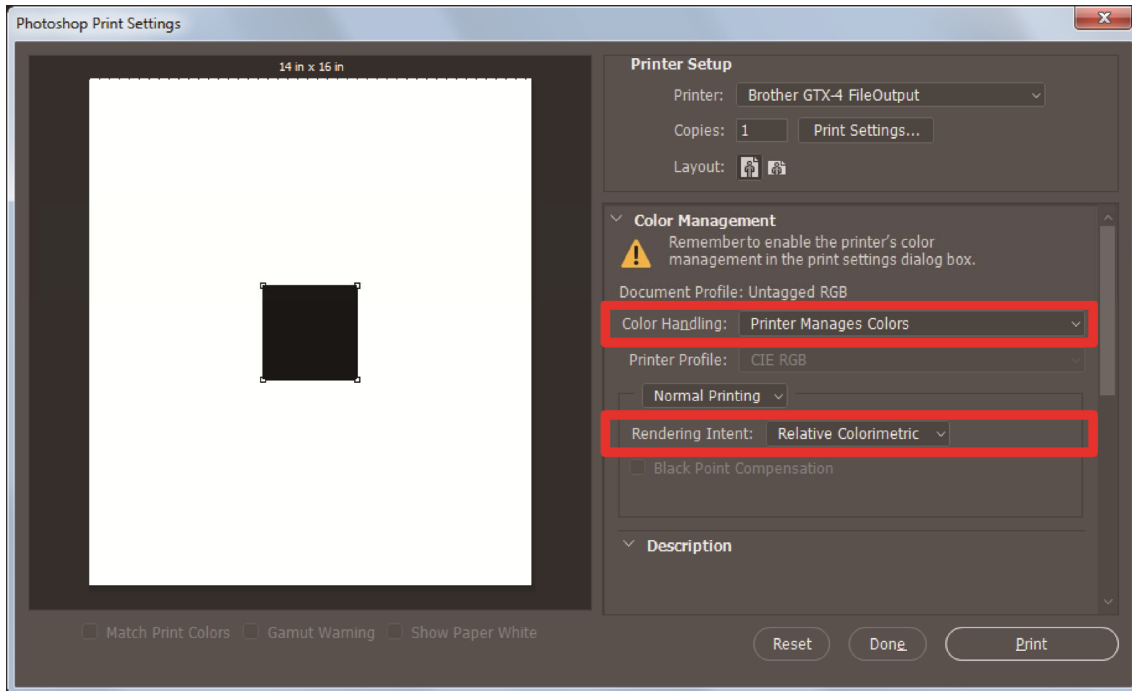 Photoshop Print Settings
14 in x 16 in
Printer Setup
Printer: Brother GTX-4 FileOutput
Copies: 1 Print Settings...
Layout:
Color Management
Remember to enable the printer's color
management in the print settings dialog box.
Document Profile: Untagged RGB
Color Handling: Printer Manages Colors
Printer Profile: CIE RGB
Normal Printing
Rendering Intent: Relative Colorimetric
Black Point Compensation
Description
Match Print Colors Gamut Warning Show Paper White
Reset Done Print